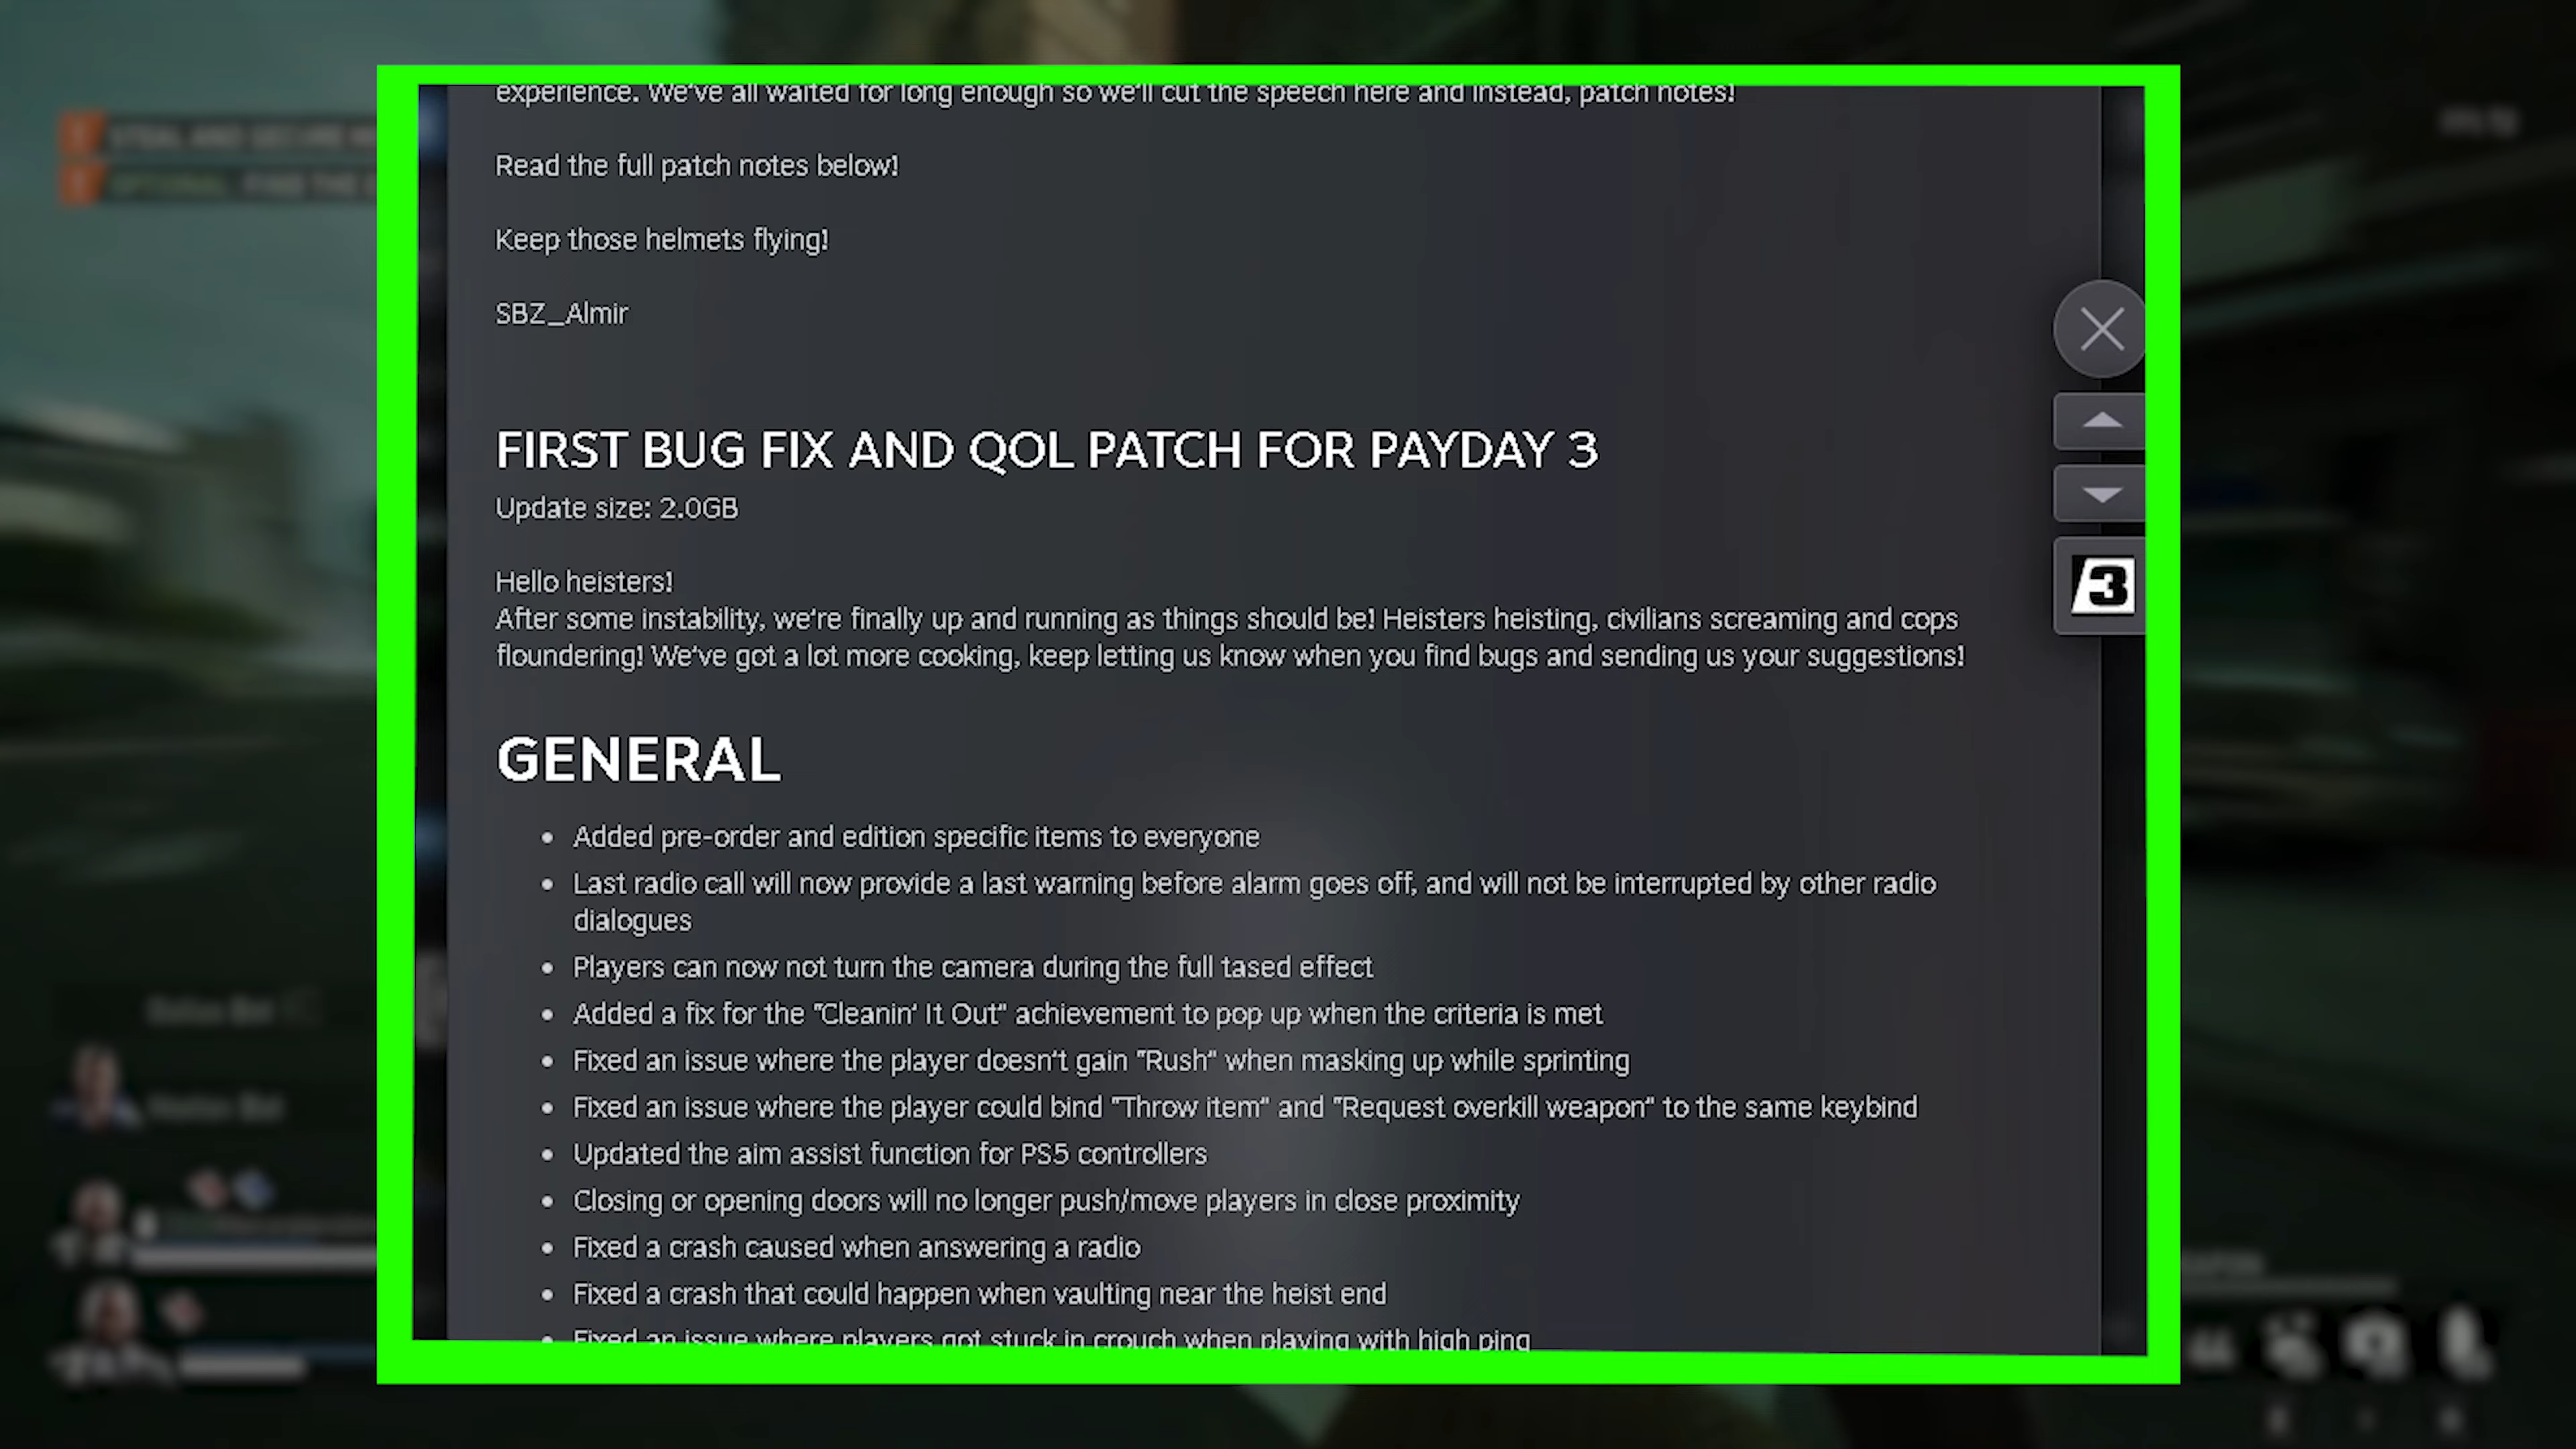 experience. We've all waited for long enough so we'll cut the speech here and instead, patch notes!
Read the full patch notes below!
Keep those helmets flying!
SBZ_Almir
FIRST BUG FIX AND QOL PATCH FOR PAYDAY 3
Update size: 2.0GB
Hello heisters!
After some instability, we're finally up and running as things should be! Heisters heisting, civilians screaming and cops
floundering! We've got a lot more cooking, keep letting us know when you find bugs and sending us your suggestions!
3
GENERAL
• Added pre-order and edition specific items to everyone
• Last radio call will now provide a last warning before alarm goes off, and will not be interrupted by other radio
dialogues
• Players can now not turn the camera during the full tased effect
• Added a fix for the "Cleanin' It Out" achievement to pop up when the criteria is met
• Fixed an issue where the player doesn't gain "Rush" when masking up while sprinting
• Fixed an issue where the player could bind "Throw item" and "Request overkill weapon" to the same keybind
• Updated the aim assist function for PS5 controllers
• Closing or opening doors will no longer push/move players in close proximity
• Fixed a crash caused when answering a radio
• Fixed a crash that could happen when vaulting near the heist end
• Fixed an issue where players got stuck in crouch when playing with high ping
STEAL AND SECURE
OPTIONAL: FIND THE